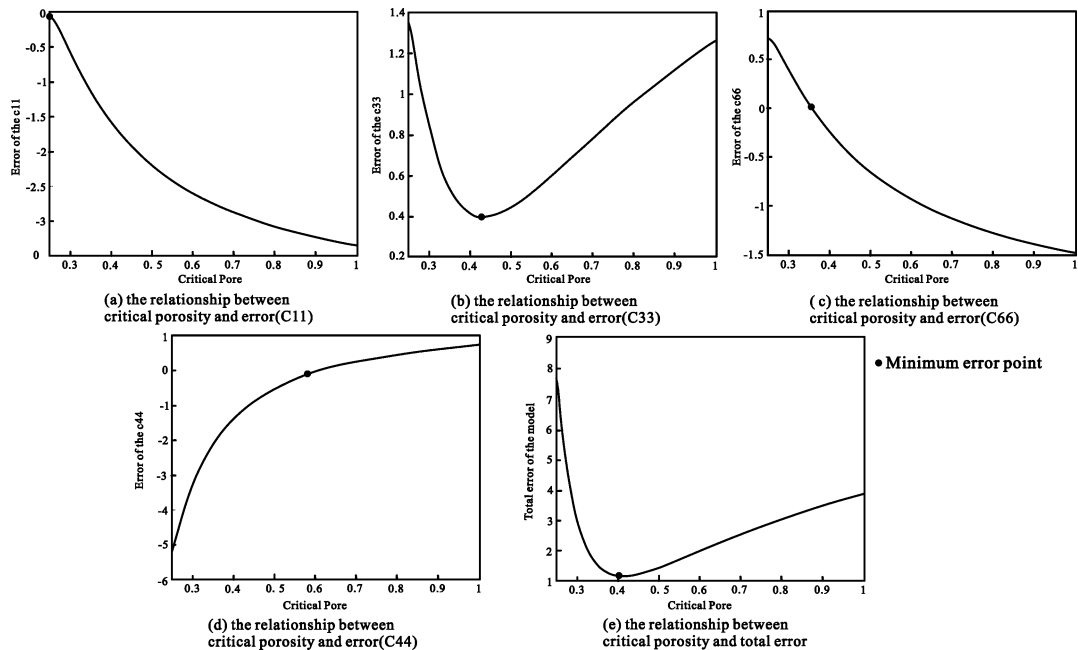 0
-0.5
-1
-1.5
-2
-2.5
-3
0
Error of the c11
0.3 0.4 0. 5 0.6 0.7 0.8 0.9 1
Critical Pore
(a) the relationship between
critical porosity and error(C11)
1.4
1.2
1
0.8
0.6
0.4
0.2
Error of the c33
0.3 0.4 0. 5 0.6 0.7 0.8 0.9 1
Critical Pore
(b) the relationship between
critical porosity and error(C33)
1
0.5
0
-0.5
-1
-1.5
Error of the c66
0.3 0.4 0. 5 0.6 0.7 0.8 0.9 1
Critical Pore
( c) the relationship between
critical porosity and error(C66)
1
0
-1
-2
-3
-4
-5
-6
Error of the c44
0.3 0.4 0. 5 0.6 0.7 0.8 0.9 1
Critical Pore
(d) the relationship between
critical porosity and error(C44)
9
8
7
6
5
4
3
2
1
Total error of the model
0.3 0.4 0. 5 0.6 0.7 0.8 0.9 1
Critical Pore
(e) the relationship between
critical porosity and total error
Minimum error point